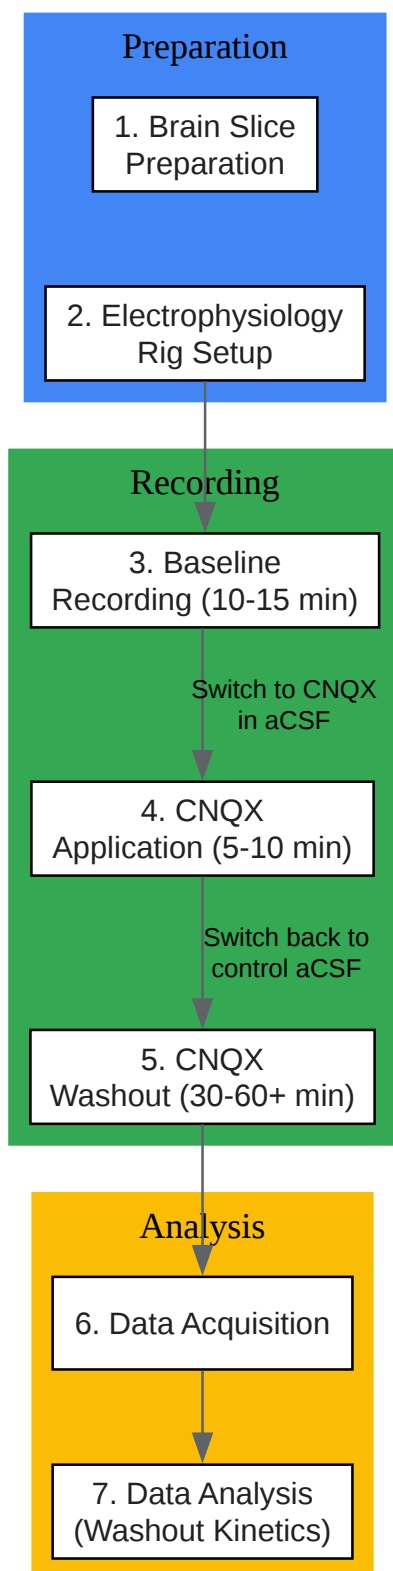 Preparation
1. Brain Slice
Preparation
2. Electrophysiology
Rig Setup
Recording
3. Baseline
Recording (10-15 min)
Switch to CNQX
in aCSF
4. CNQX
Application (5-10 min)
Switch back to
control aCSF
5. CNQX
Washout (30-60+ min)
Analysis
6. Data Acquisition
7. Data Analysis
(Washout Kinetics)